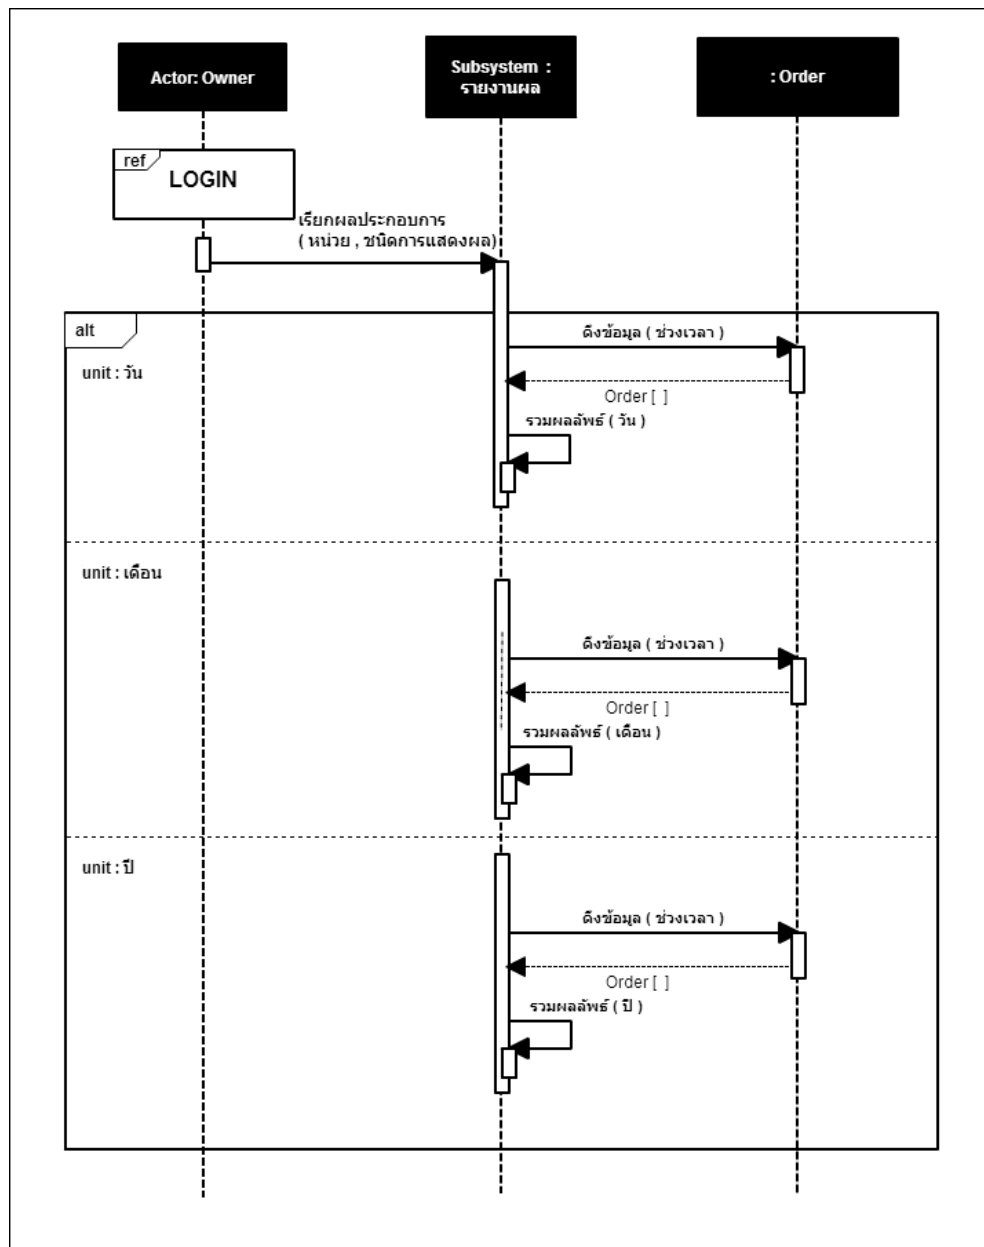 Actor: Owner
Subsystem :
รายงานผล
: Order
ref
LOGIN
เรียกผลประกอบการ
( หน่วย , ชนิดการแสดงผล)
alt
unit : วัน
ดึงข้อมูล ( ช่วงเวลา )
Order [ ]
รวมผลลัพธ์ ( วัน )
unit : เดือน
ดึงข้อมูล ( ช่วงเวลา )
Order [ ]
รวมผลลัพธ์ ( เดือน )
unit : ปี
ดึงข้อมูล ( ช่วงเวลา )
Order [ ]
รวมผลลัพธ์ ( ปี )